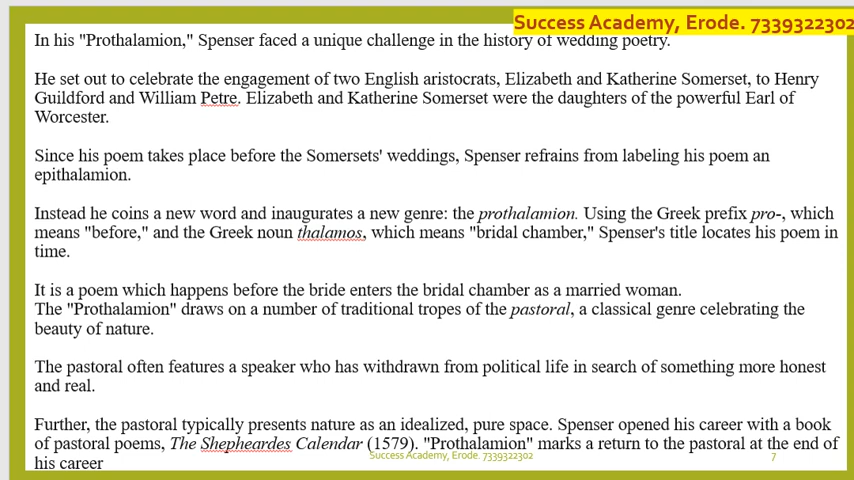 Success Academy, Erode. 7339322302
In his "Prothalamion," Spenser faced a unique challenge in the history of wedding poetry.
He set out to celebrate the engagement of two English aristocrats, Elizabeth and Katherine Somerset, to Henry
Guildford and William Petre. Elizabeth and Katherine Somerset were the daughters of the powerful Earl of
Worcester.
Since his poem takes place before the Somersets' weddings, Spenser refrains from labeling his poem an
epithalamion.
Instead he coins a new word and inaugurates a new genre: the prothalamion. Using the Greek prefix pro-, which
means "before," and the Greek noun thalamos, which means "bridal chamber," Spenser's title locates his poem in
time.
It is a poem which happens before the bride enters the bridal chamber as a married woman.
The "Prothalamion" draws on a number of traditional tropes of the pastoral, a classical genre celebrating the
beauty of nature.
The pastoral often features a speaker who has withdrawn from political life in search of something more honest
and real.
Further, the pastoral typically presents nature as an idealized, pure space. Spenser opened his career with a book
of pastoral poems, The Shepheardes Calendar (1579). "Prothalamion" marks a return to the pastoral at the end of
his career
Success Academy, Erode. 7339322302
7